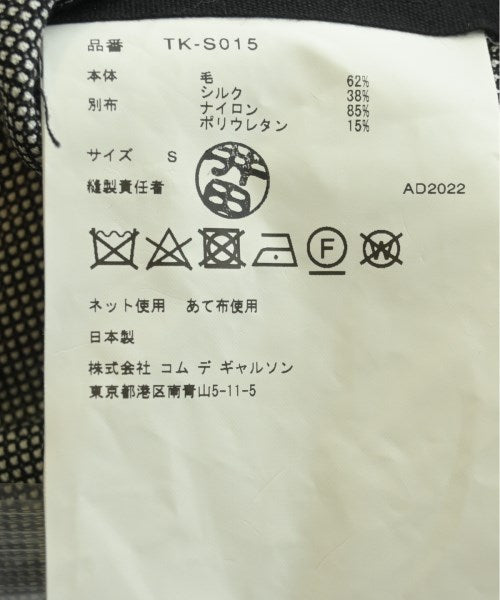 品番 TK-S015
本体 毛 62%
シルク 38%
別布 ナイロン 85%
ポリウレタン 15%
サイズ S
縫製責任者 AD2022
F
W
ネット使用 あて布使用
日本製
株式会社 コム デ ギャルソン
東京都港区南青山5-11-5